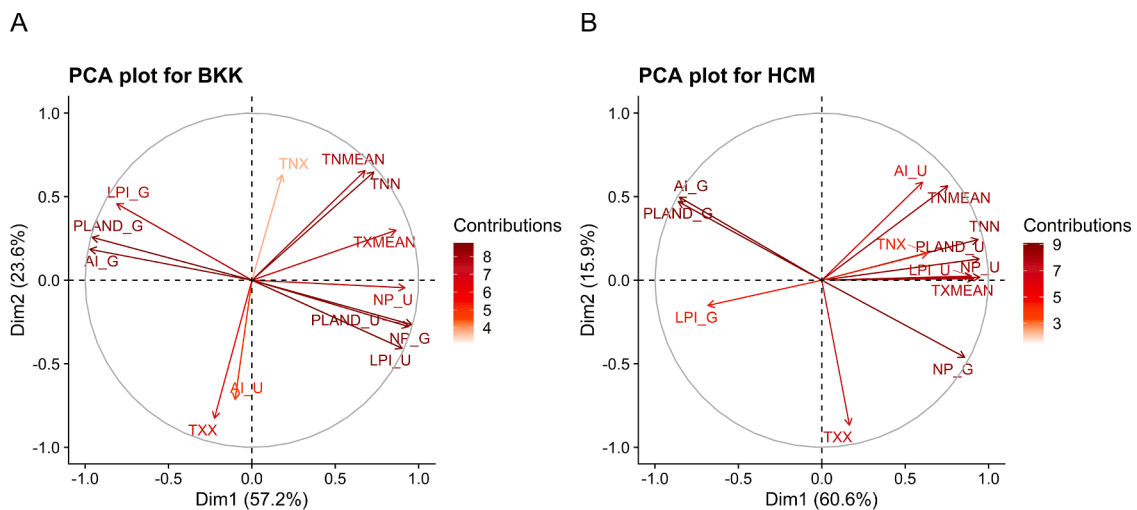 A
PCA plot for BKK
1.0
0.5
0.0
-0.5
-1.0
Dim2 (23.6%)
TNX
TNMEAN
TNN
LPI_G
PLAND_G
AI_G
TXMEAN
NP_U
PLAND_U
NP_G
LPI_U
AI_U
TXX
-1.0 -0.5 0.0 0.5 1.0
Dim1 (57.2%)
Contributions
8
7
6
5
4
B
PCA plot for HCM
1.0
0.5
0.0
-0.5
-1.0
Dim2 (15.9%)
AI_U
AI_G
TNMEAN
PLAND_G
TNN
TNX
PLAND_U
LPI_U
NP_U
TXMEAN
LPI_G
NP_G
TXX
-1.0 -0.5 0.0 0.5 1.0
Dim1 (60.6%)
Contributions
9
7
5
3